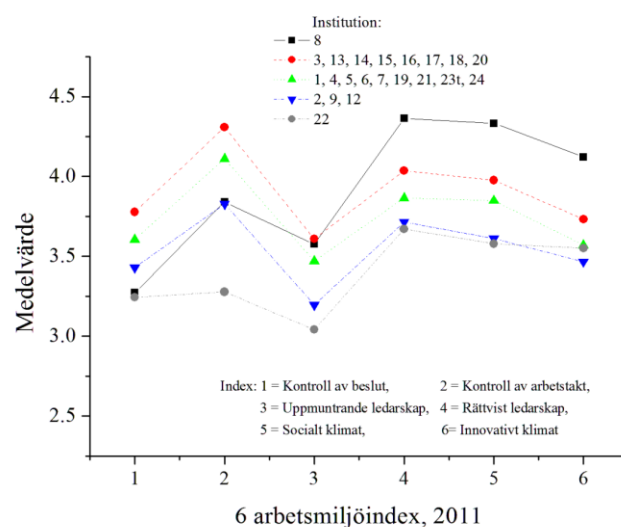 Institution:
8
3, 13, 14, 15, 16, 17, 18, 20
1, 4, 5, 6, 7, 19, 21, 23t, 24
2, 9, 12
22
4.5
4.0
3.5
3.0
2.5
Medelvärde
Index: 1 = Kontroll av beslut, 2 = Kontroll av arbetstakt,
3 = Uppmuntrande ledarskap, 4 = Rättvist ledarskap,
5 = Socialt klimat, 6= Innovativt klimat
1 2 3 4 5 6
6 arbetsmiljöindex, 2011